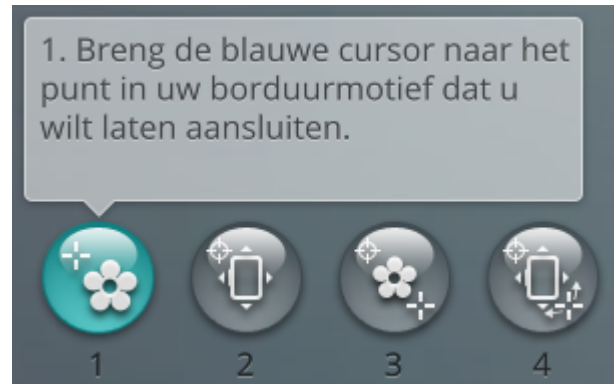 1. Breng de blauwe cursor naar het
punt in uw borduurmotief dat u
wilt laten aansluiten.
1 2 3 4